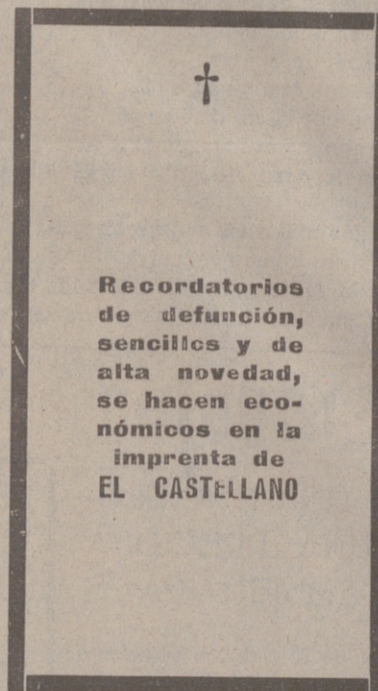 †
Recordatorios
de defunción,
sencillos y de
alta novedad,
se hacen eco-
nómicos en la
imprenta de
EL CASTELLANO